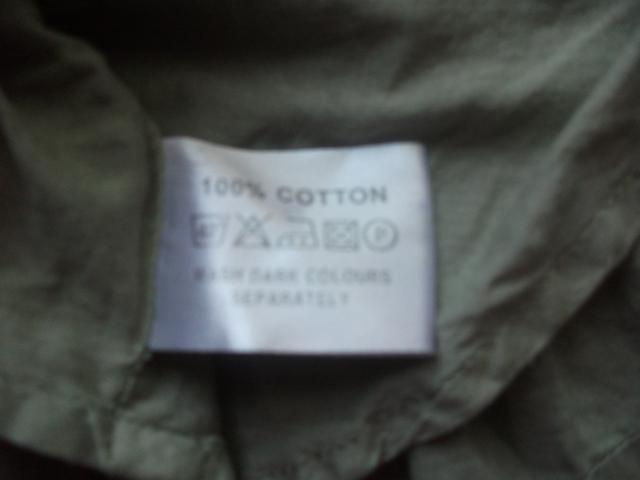 100% COTTON
P
WASH DARK COLOURS
SEPARATELY